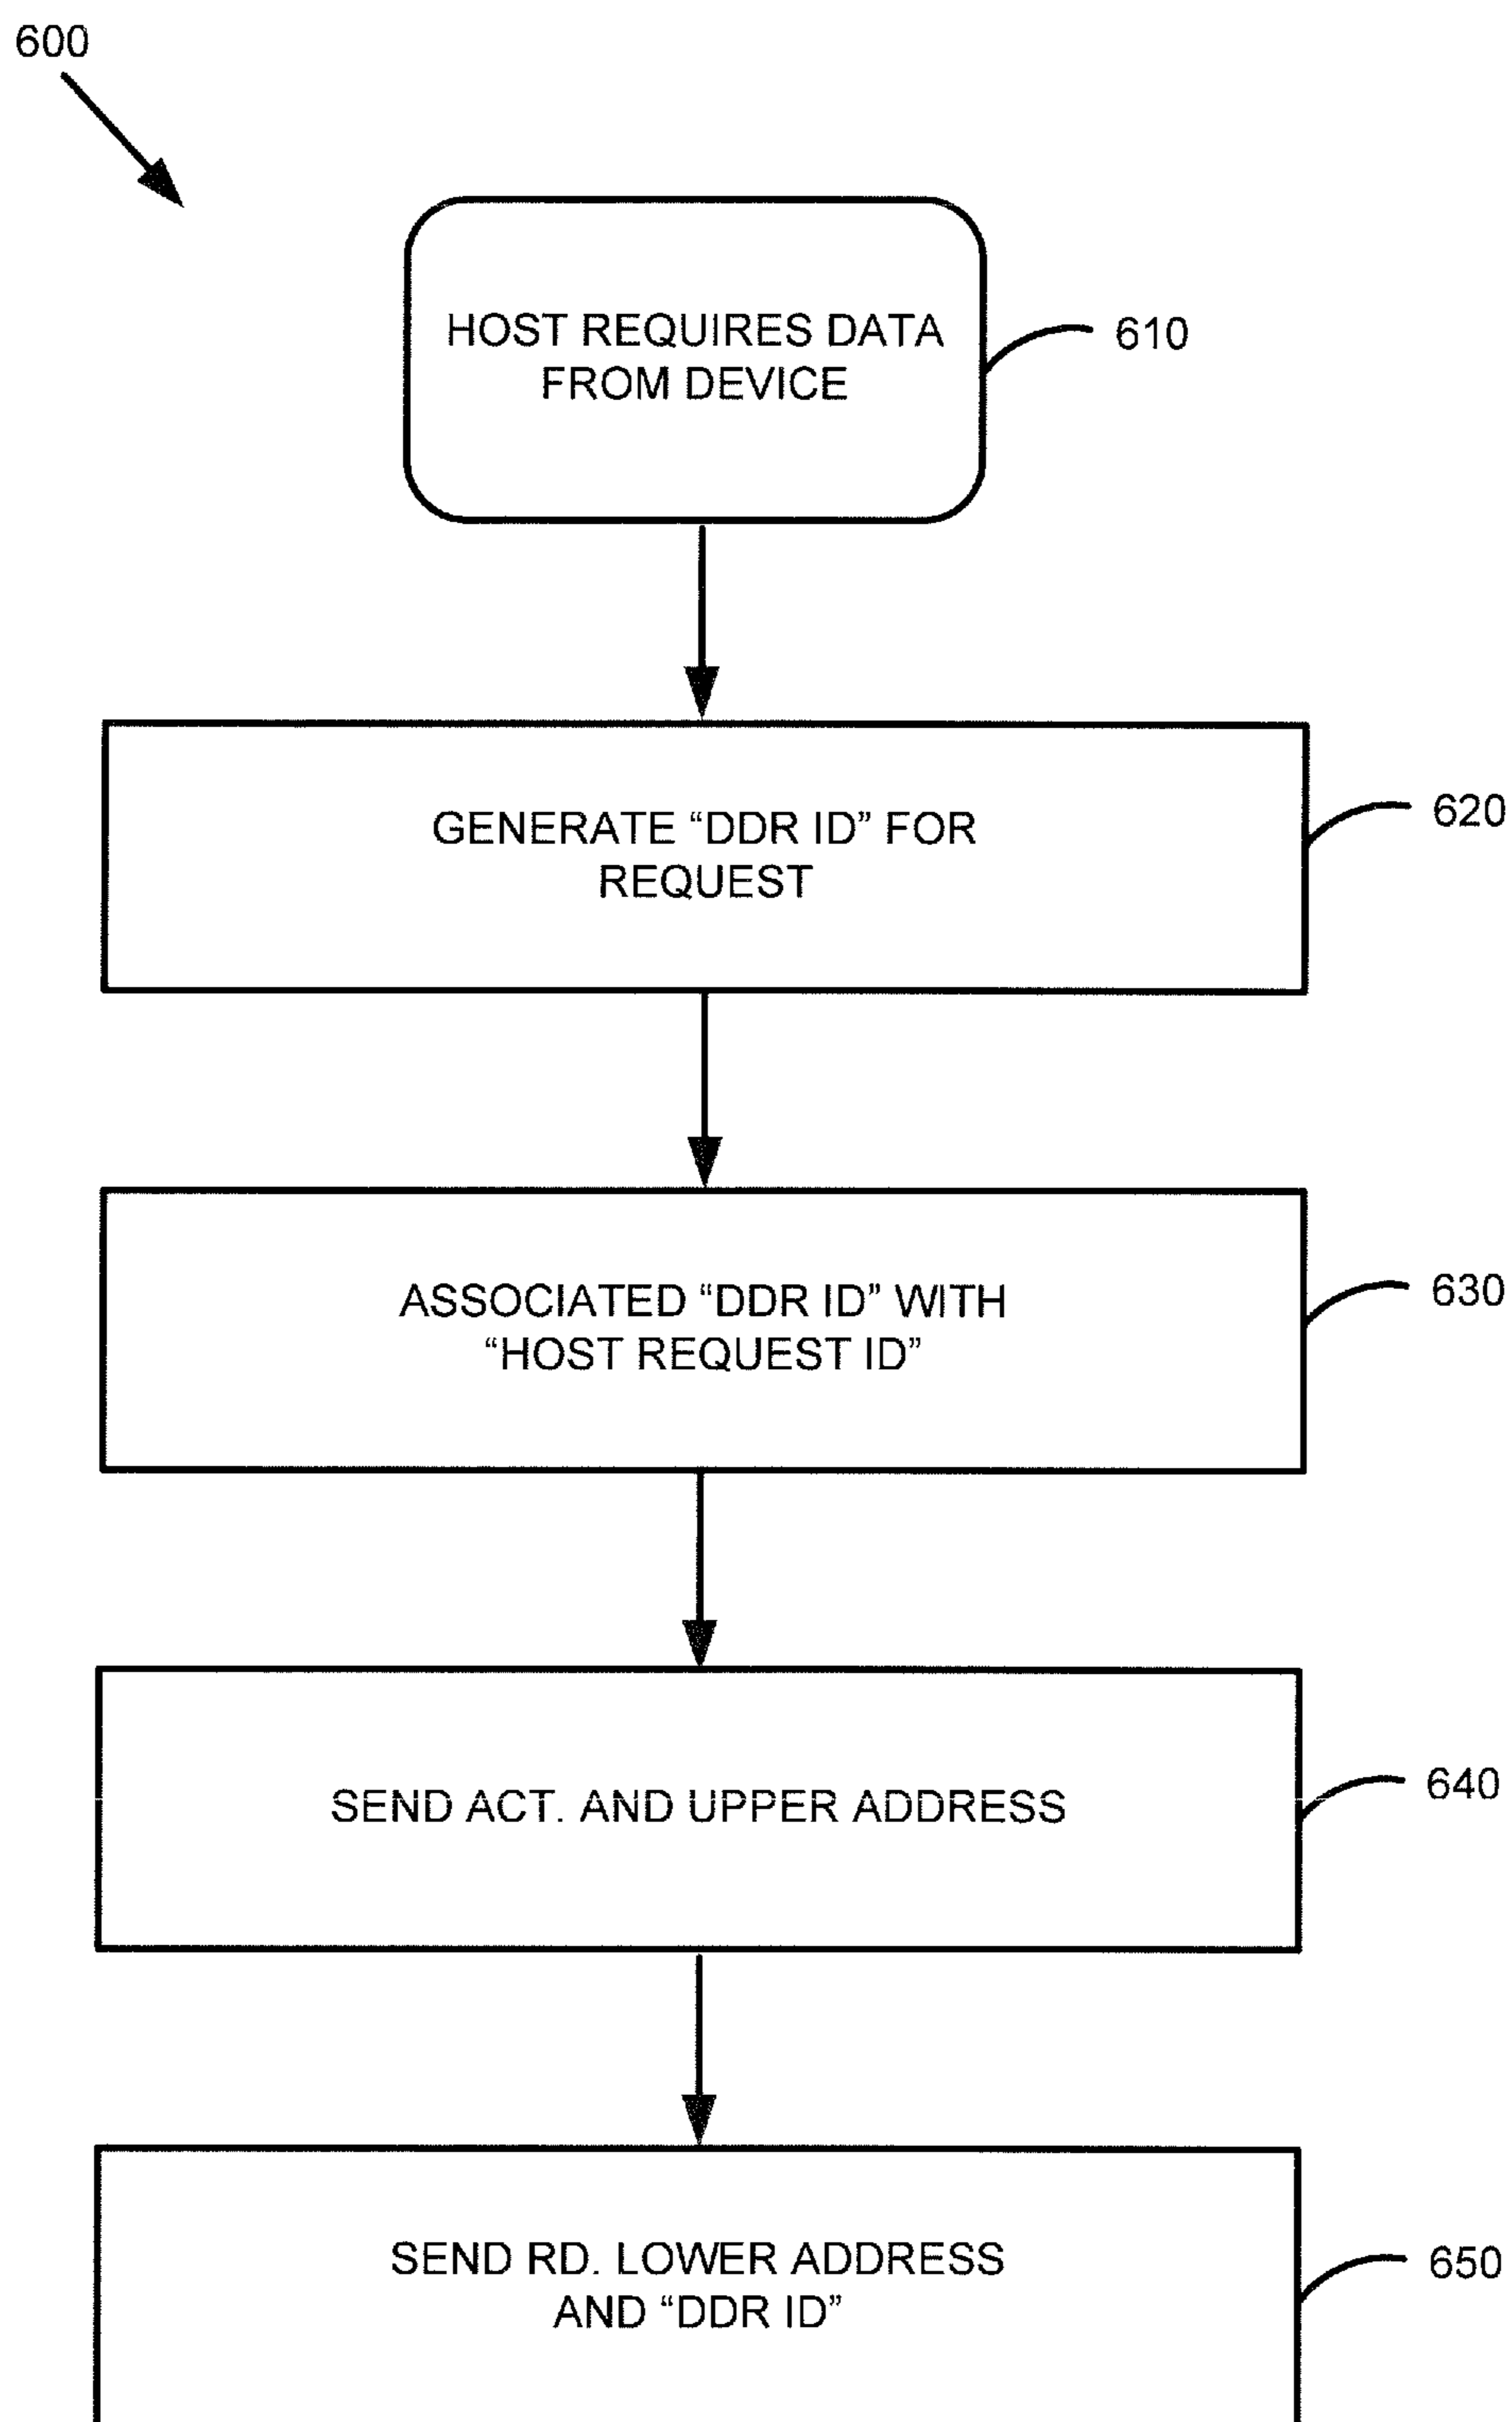 600
HOST REQUIRES DATA
FROM DEVICE
610
GENERATE “DDR ID” FOR
REQUEST
620
ASSOCIATED “DDR ID” WITH
“HOST REQUEST ID”
630
SEND ACT. AND UPPER ADDRESS
640
SEND RD. LOWER ADDRESS
AND “DDR ID”
650